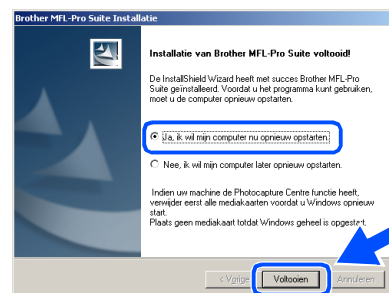 Brother MFL-Pro Suite Installatie
Installatie van Brother MFL-Pro Suite voltooid!
De InstallShield Wizard heeft met succes Brother MFL-Pro
Suite geïnstalleerd. Voordat u het programma kunt gebruiken,
moet u de computer opnieuw opstarten.
Ja, ik wil mijn computer nu opnieuw opstarten.
Nee, ik wil mijn computer later opnieuw opstarten.
Indien uw machine de Photocapture Centre functie heeft,
verwijder eerst alle mediakaarten voordat u Windows opnieuw
start.
Plaats geen mediakaart totdat Windows geheel is opgestart.
< Vorige Voltooien Annuleren